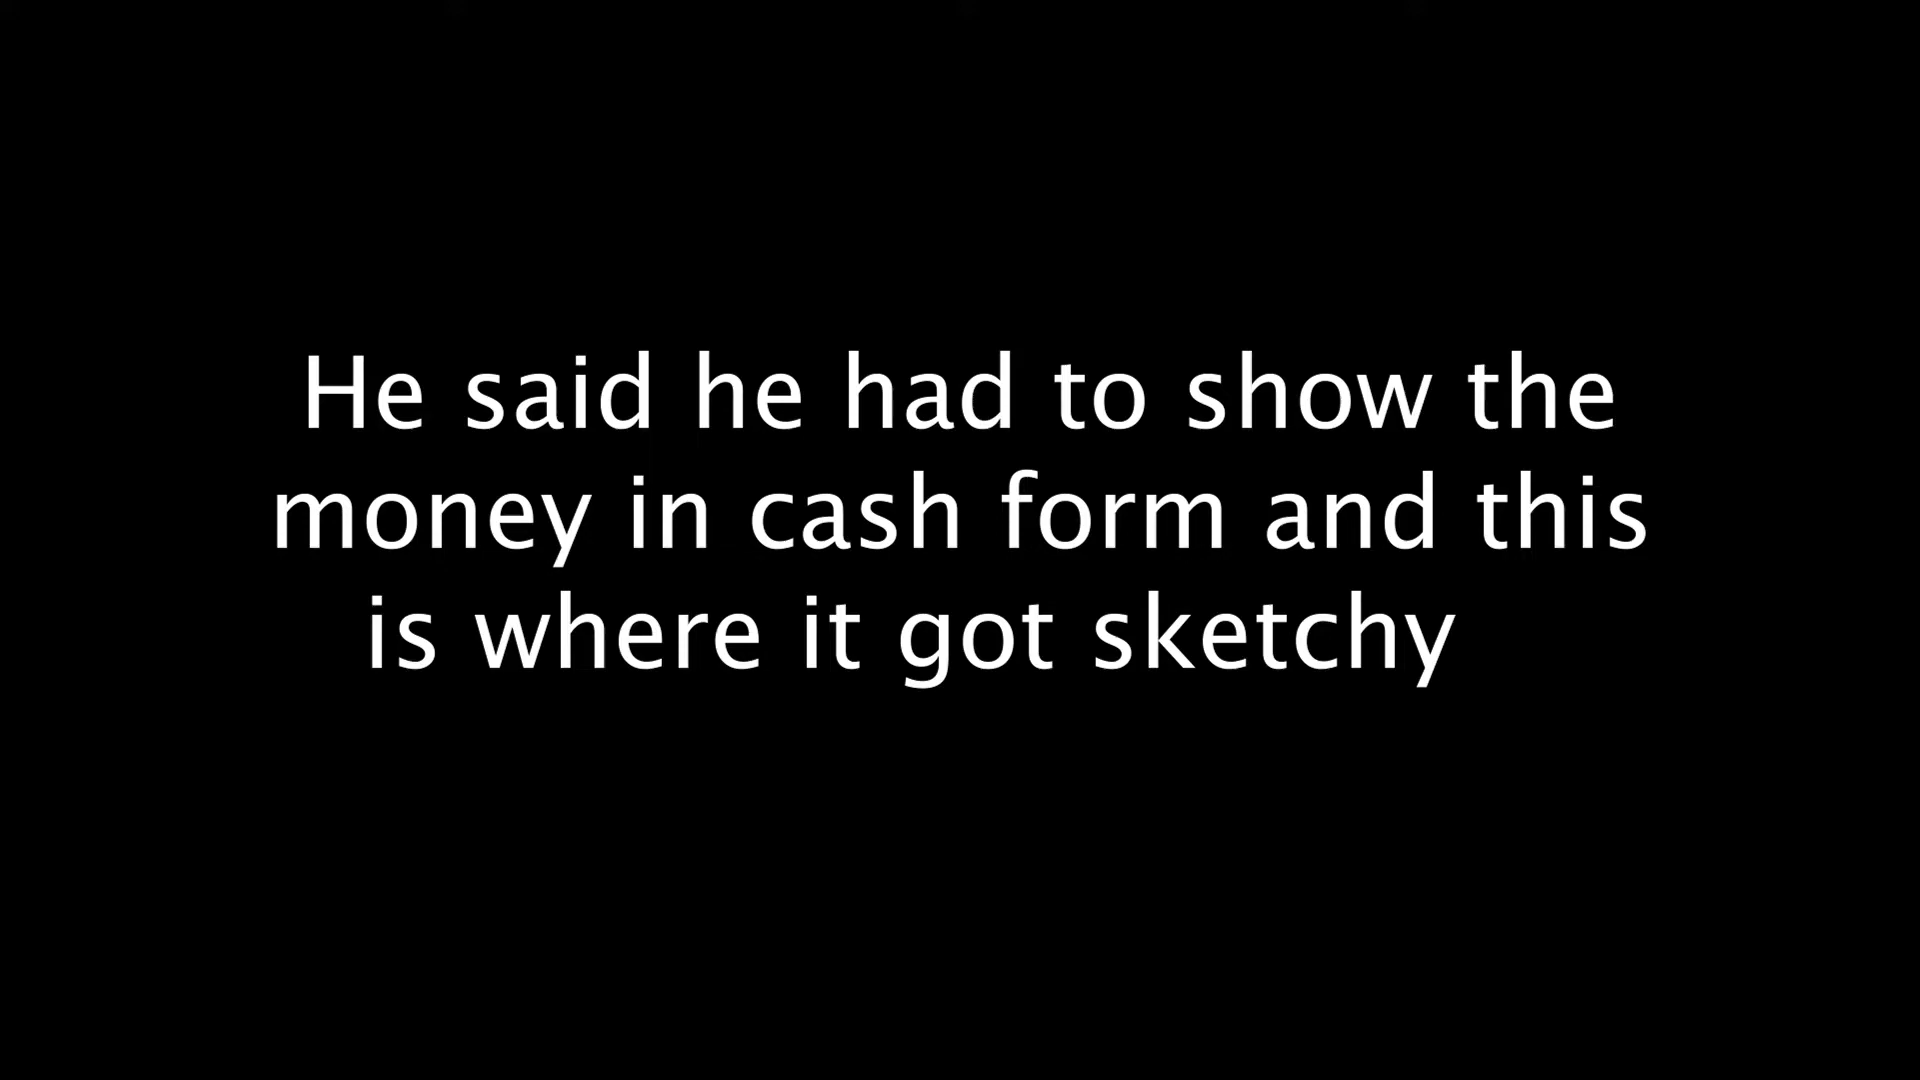 He said he had to show the
money in cash form and this
is where it got sketchy